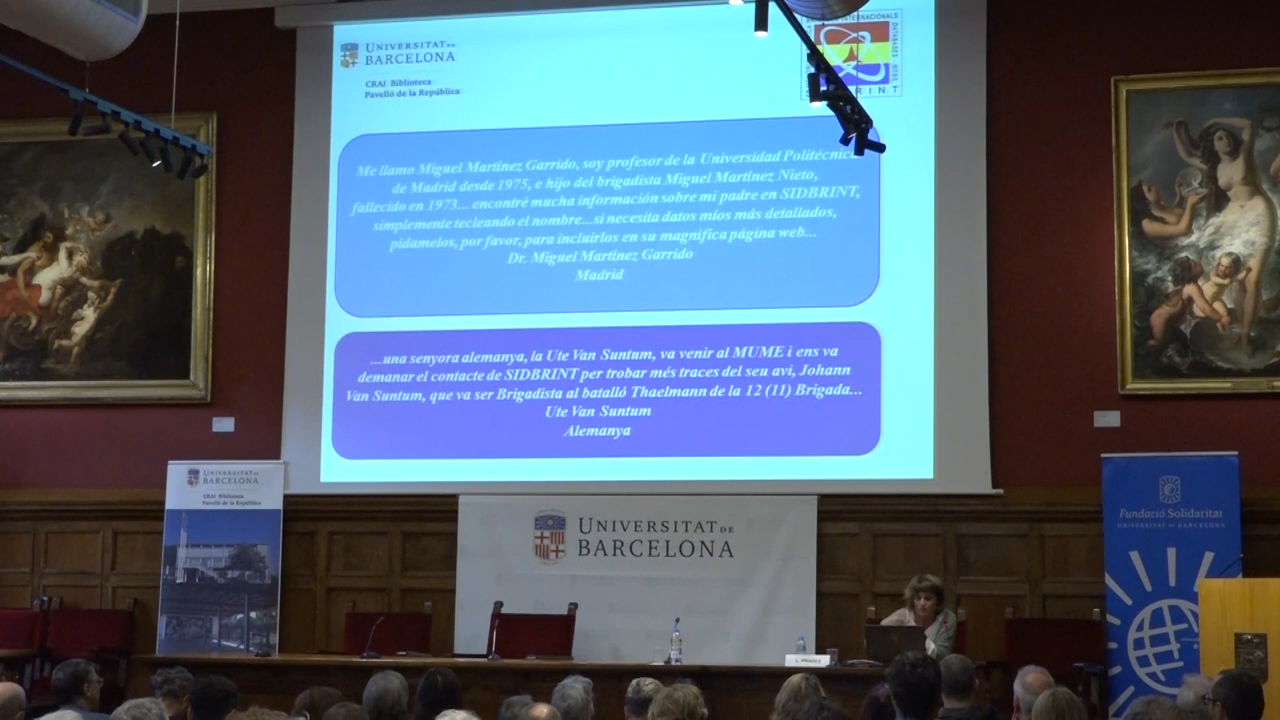 UNIVERSITAT DE
BARCELONA
CRAI Biblioteca
Pavelló de la República
INTERNACIONALS
DATABASES
Me llamo Miguel Martínez Garrido, soy profesor de la Universidad Politécnica
de Madrid desde 1975, e hijo del brigadista Miguel Martínez Nieto,
fallecido en 1973... encontré mucha información sobre mi padre en SIDBRINT,
simplemente tecleando el nombre...si necesita datos míos más detallados,
pídamelos, por favor, para incluirlos en su magnífica página web...
Dr. Miguel Martínez Garrido
Madrid
...una senyora alemanya, la Ute Van Suntum, va venir al MUME i ens va
demanar el contacte de SIDBRINT per trobar més traces del seu avi, Johann
Van Suntum, que va ser Brigadista al batalló Thaelmann de la 12 (11) Brigada...
Ute Van Suntum
Alemanya
UNIVERSITAT DE
BARCELONA
CRAI Biblioteca
Pavelló de la República
UNIVERSITAT DE
BARCELONA
Fundació Solidaritat
UNIVERSITAT DE BARCELONA